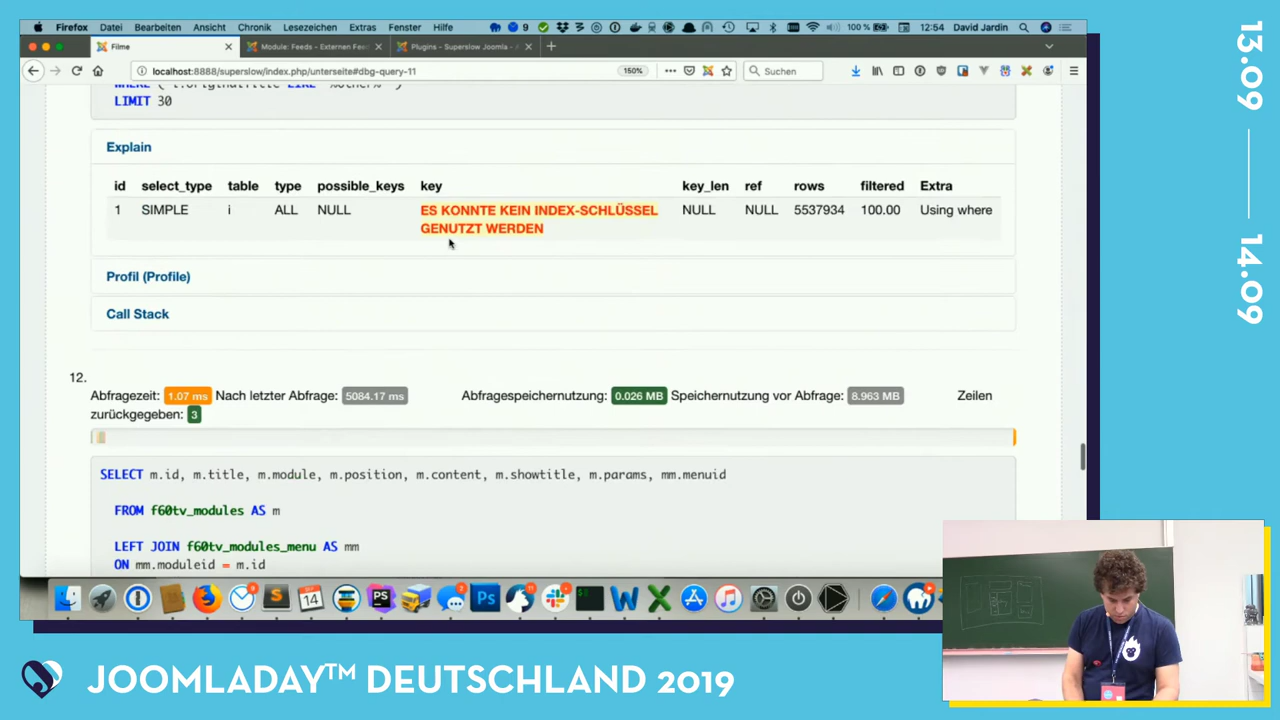 Firefox Datei Bearbeiten Ansicht Chronik Lesezeichen Extras Fenster Hilfe 9 100 % 12:54 David Jardin
Filme Module: Feeds - Externen Fee Plugins - Superslow Joomla -
localhost:8888/superslow/index.php/unterseite#dbg-query-11 150% Suchen
LIMIT 30
Explain
id select_type table type possible_keys key key_len ref rows filtered Extra
1 SIMPLE i ALL NULL ES KONNTE KEIN INDEX-SCHLÜSSEL NULL NULL 5537934 100.00 Using where
GENUTZT WERDEN
Profil (Profile)
Call Stack
12.
Abfragezeit: 1.07 ms Nach letzter Abfrage: 5084.17 ms Abfragespeichernutzung: 0.026 MB Speichernutzung vor Abfrage: 8.963 MB Zeilen
zurückgegeben: 3
SELECT m.id, m.title, m.module, m.position, m.content, m.showtitle, m.params, mm.menuid
FROM f60tv_modules AS m
LEFT JOIN f60tv_modules_menu AS mm
ON mm.moduleid = m.id
14
PS
Ps
JOOMLADAY™ DEUTSCHLAND 2019
13.09
14.09